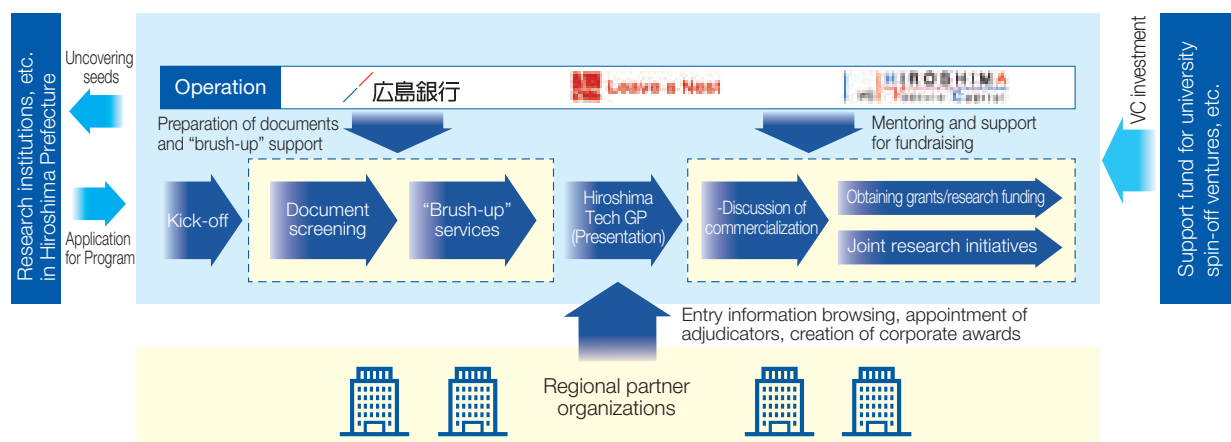 Research institutions, etc.
in Hiroshima Prefecture
Uncovering
seeds
Application
for Program
Operation
広島銀行
Leave a Nest
HIROSHIMA
Venture Capital
Preparation of documents
and “brush-up” support
Mentoring and support
for fundraising
Kick-off
Document
screening
“Brush-up”
services
Hiroshima
Tech GP
(Presentation)
-Discussion of
commercialization
Obtaining grants/research funding
Joint research initiatives
VC investment
Support fund for university
spin-off ventures, etc.
Entry information browsing, appointment of
adjudicators, creation of corporate awards
Regional partner
organizations